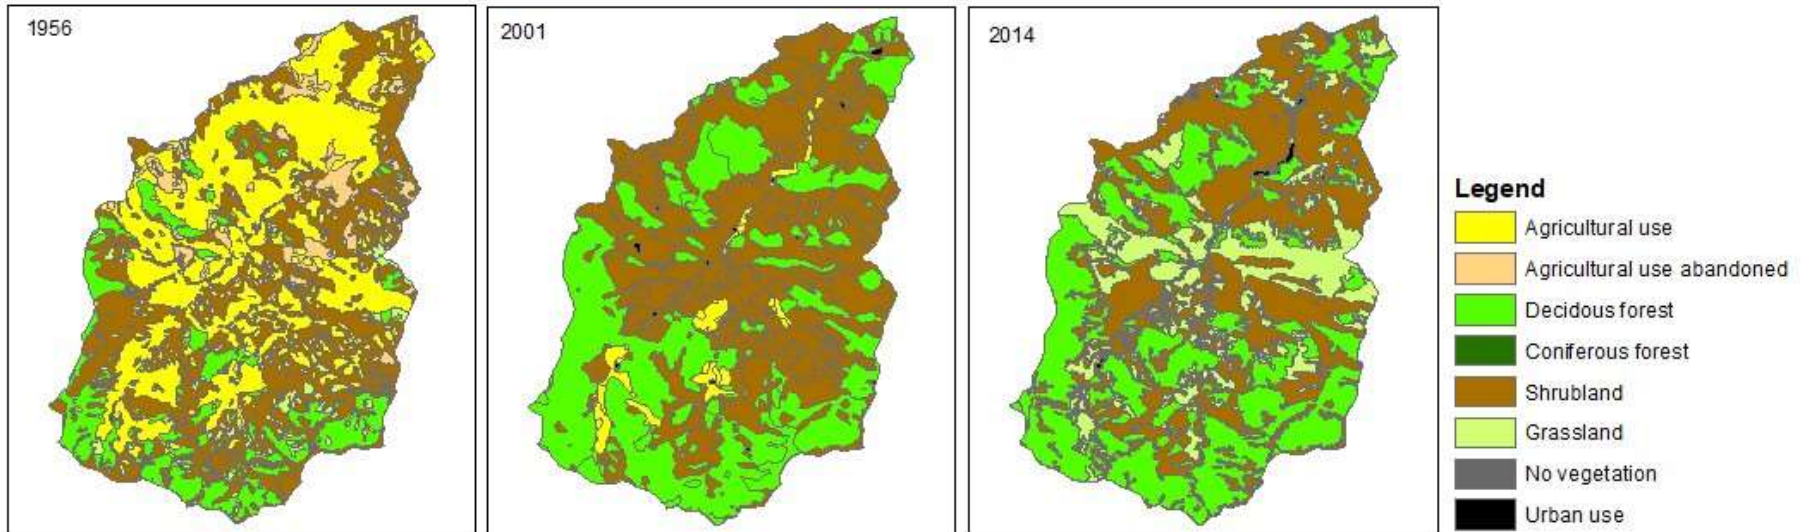 1956
2001
2014
Legend
Agricultural use
Agricultural use abandoned
Decidous forest
Coniferous forest
Shrubland
Grassland
No vegetation
Urban use